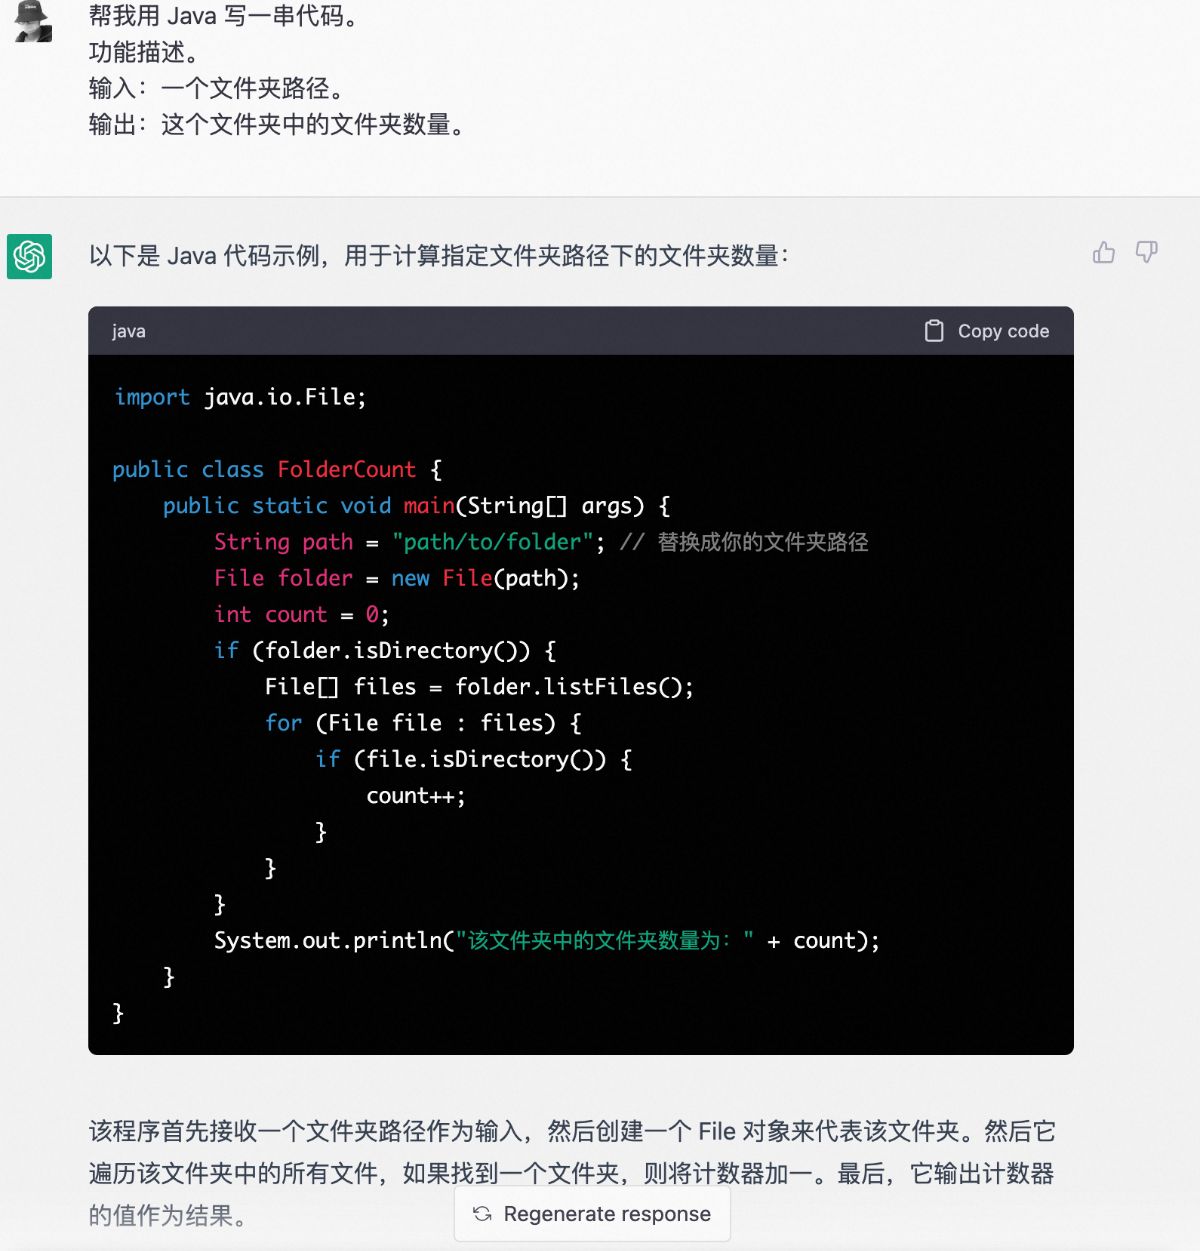 帮我用 Java 写一串代码。
功能描述。
输入：一个文件夹路径。
输出：这个文件夹中的文件夹数量。
以下是 Java 代码示例，用于计算指定文件夹路径下的文件夹数量：
java
Copy code
import java.io.File;
public class FolderCount {
    public static void main(String[] args) {
        String path = "path/to/folder"; // 替换成你的文件夹路径
        File folder = new File(path);
        int count = 0;
        if (folder.isDirectory()) {
            File[] files = folder.listFiles();
            for (File file : files) {
                if (file.isDirectory()) {
                    count++;
                }
            }
        }
        System.out.println("该文件夹中的文件夹数量为：" + count);
    }
}
该程序首先接收一个文件夹路径作为输入，然后创建一个 File 对象来代表该文件夹。然后它
遍历该文件夹中的所有文件，如果找到一个文件夹，则将计数器加一。最后，它输出计数器
的值作为结果。
Regenerate response